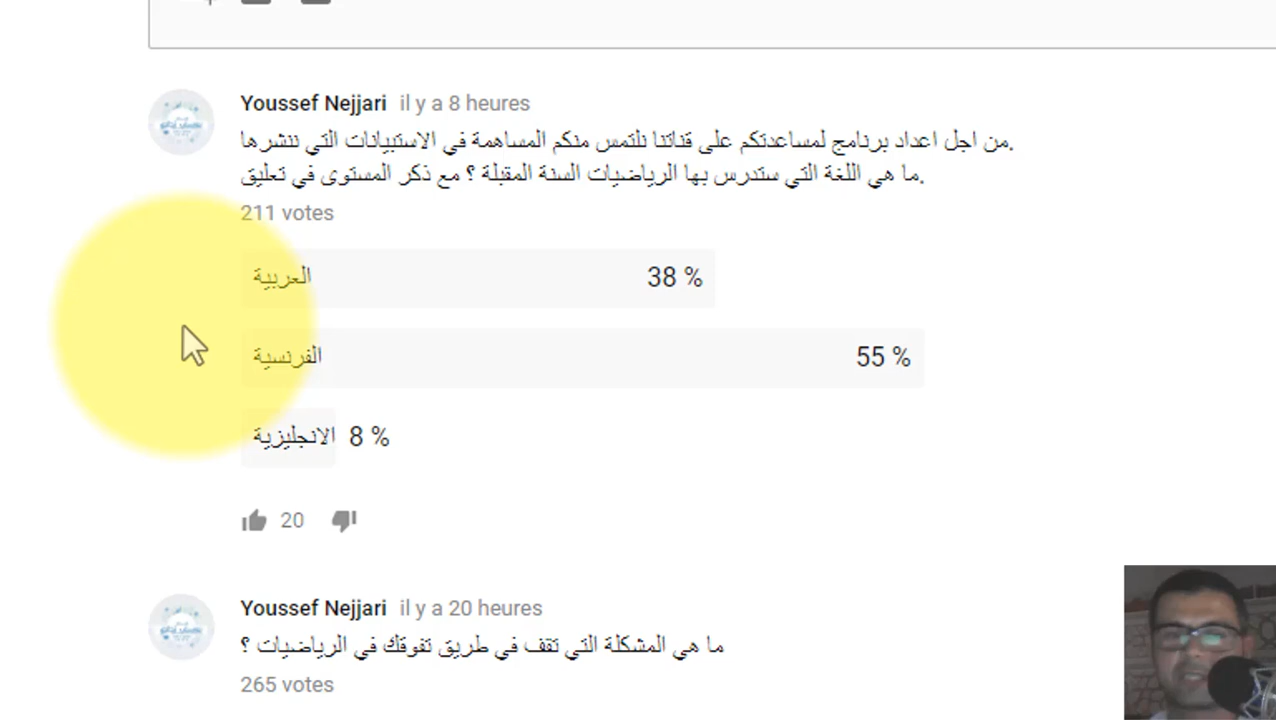 Youssef Nejjari il y a 8 heures
من اجل اعداد برنامج لمساعدتكم على قناتنا نلتمس منكم المساهمة في الاستبيانات التي ننشرها.
ما هي اللغة التي ستدرس بها الرياضيات السنة المقبلة ؟ مع ذكر المستوى في تعليق.
211 votes
العربية 38 %
الفرنسية 55 %
الانجليزية 8 %
20
Youssef Nejjari il y a 20 heures
ما هي المشكلة التي تقف في طريق تفوقك في الرياضيات ؟
265 votes